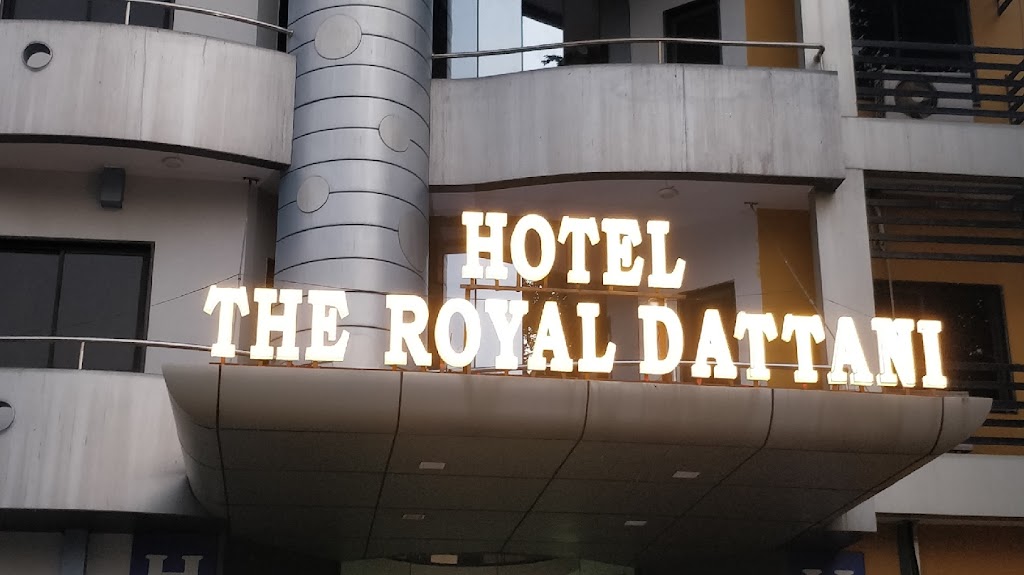 HOTEL
THE ROYAL DATTANI
H